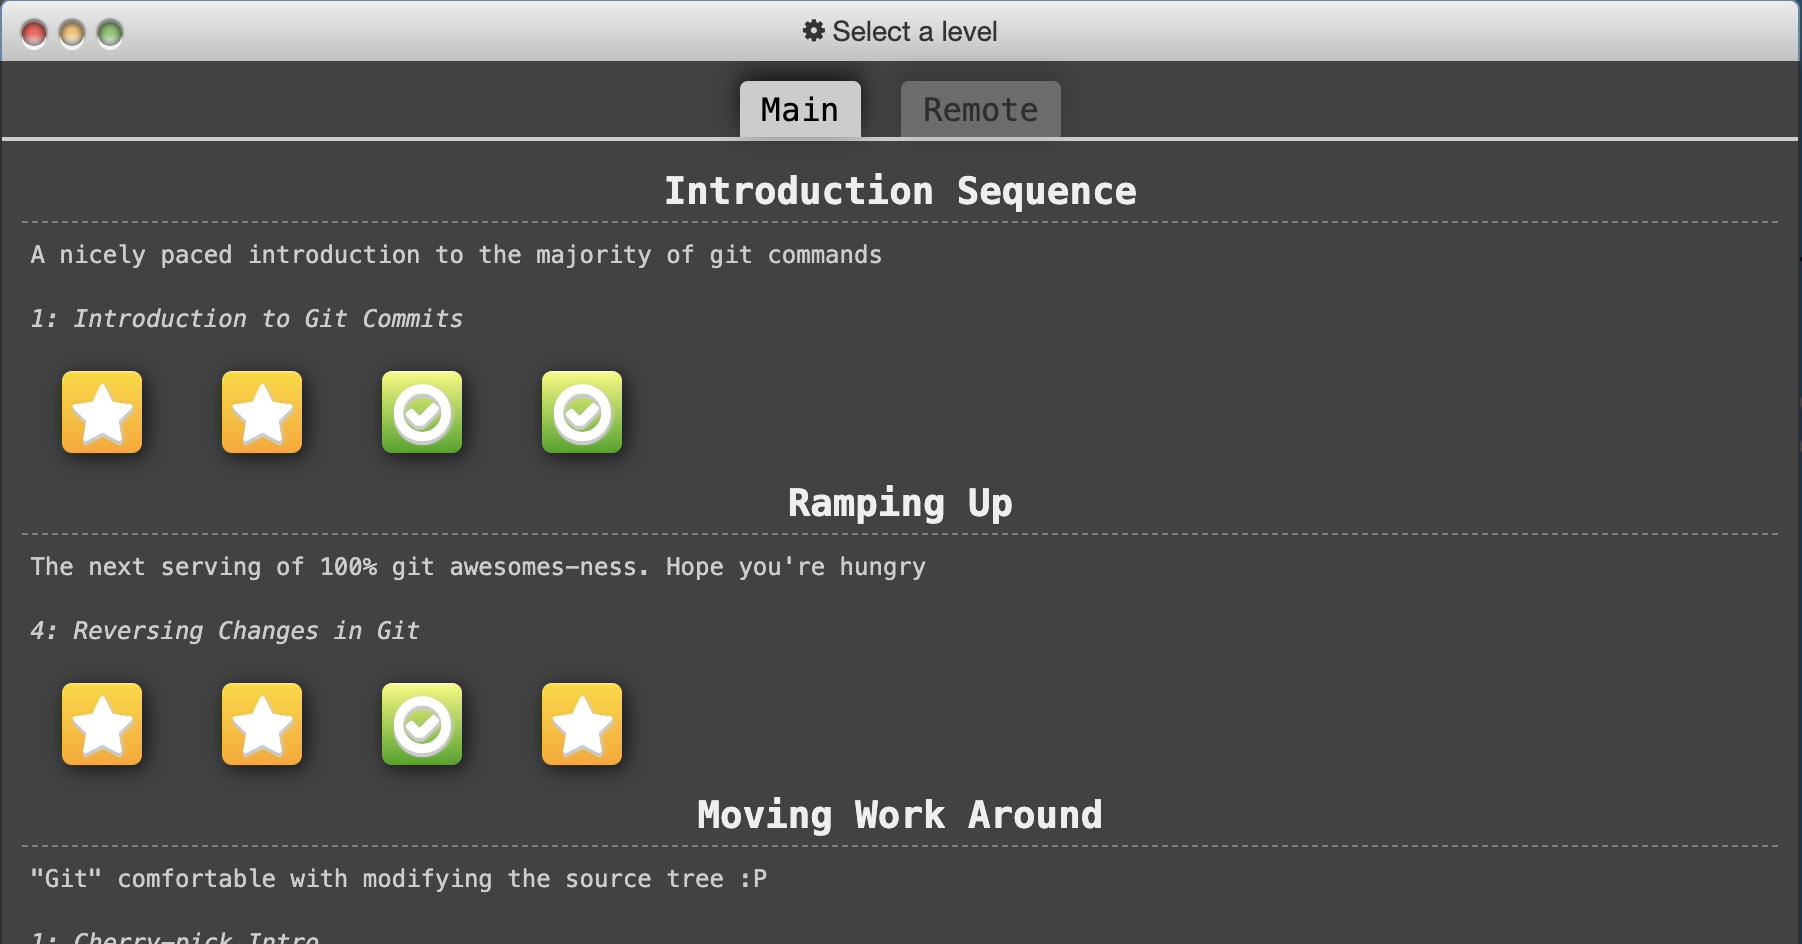 Select a level
Main Remote
Introduction Sequence
A nicely paced introduction to the majority of git commands
1: Introduction to Git Commits
Ramping Up
The next serving of 100% git awesomes-ness. Hope you're hungry
4: Reversing Changes in Git
Moving Work Around
"Git" comfortable with modifying the source tree :P
1: Cherry-pick Intro